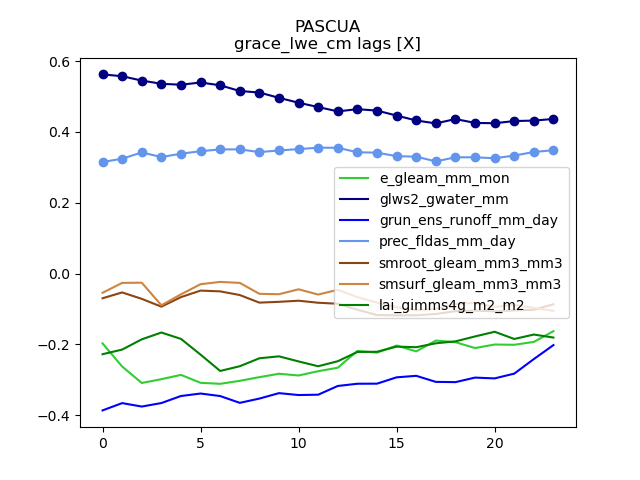 PASCUA
grace_lwe_cm lags [X]
0.6
0.4
0.2
0.0
−0.2
−0.4
0
5
10
15
20
e_gleam_mm_mon
glws2_gwater_mm
grun_ens_runoff_mm_day
prec_fldas_mm_day
smroot_gleam_mm3_mm3
smsurf_gleam_mm3_mm3
lai_gimms4g_m2_m2